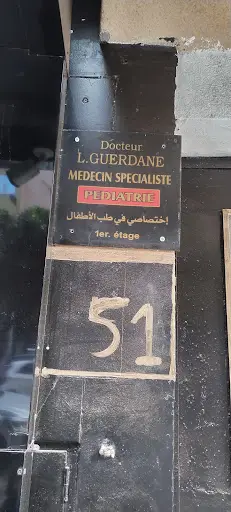 Docteur
L.GUERDANE
MEDECIN SPECIALISTE
PEDIATRIE
إختصاصي في طب الأطفال
1er. étage
51